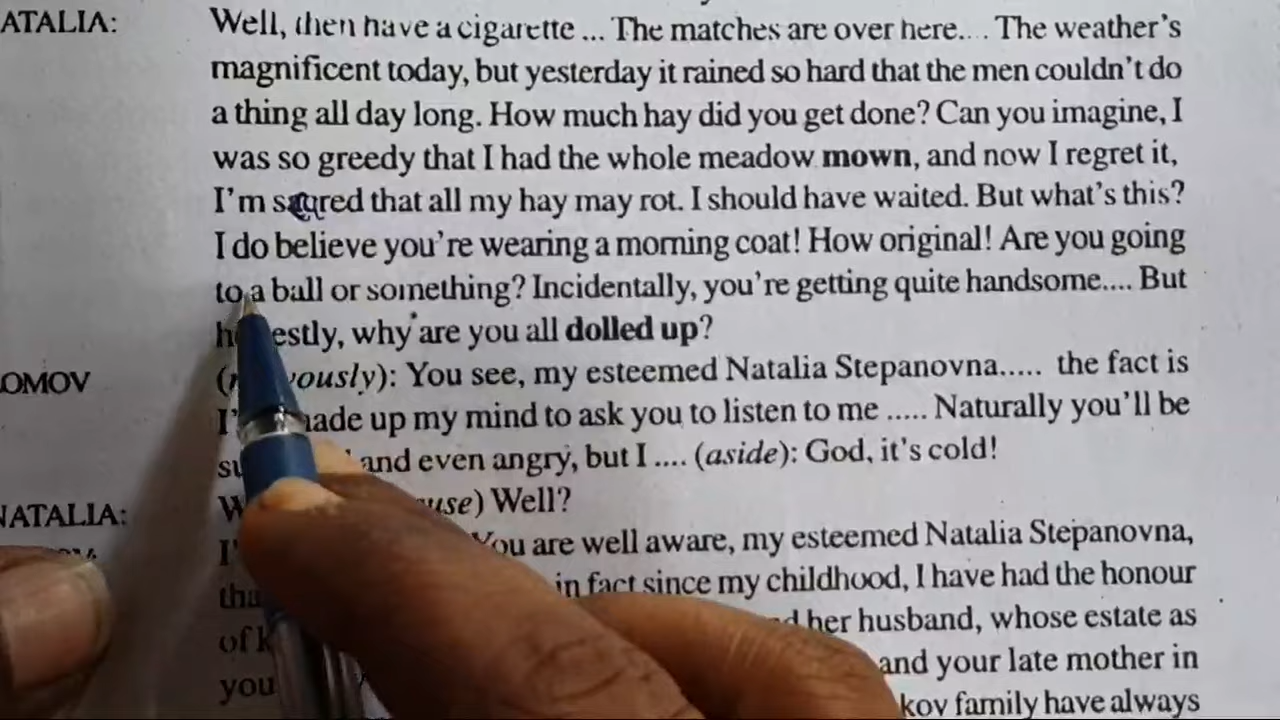 ATALIA: Well, then have a cigarette ... The matches are over here.... The weather's
magnificent today, but yesterday it rained so hard that the men couldn't do
a thing all day long. How much hay did you get done? Can you imagine, I
was so greedy that I had the whole meadow mown, and now I regret it,
I'm scared that all my hay may rot. I should have waited. But what's this?
I do believe you're wearing a morning coat! How original! Are you going
to a ball or something? Incidentally, you're getting quite handsome.... But
estly, why are you all dolled up?
OMOV ously): You see, my esteemed Natalia Stepanovna..... the fact is
ade up my mind to ask you to listen to me ..... Naturally you'll be
and even angry, but I .... (aside): God, it's cold!
NATALIA: use) Well?
You are well aware, my esteemed Natalia Stepanovna,
in fact since my childhood, I have had the honour
her husband, whose estate as
and your late mother in
you kov family have always